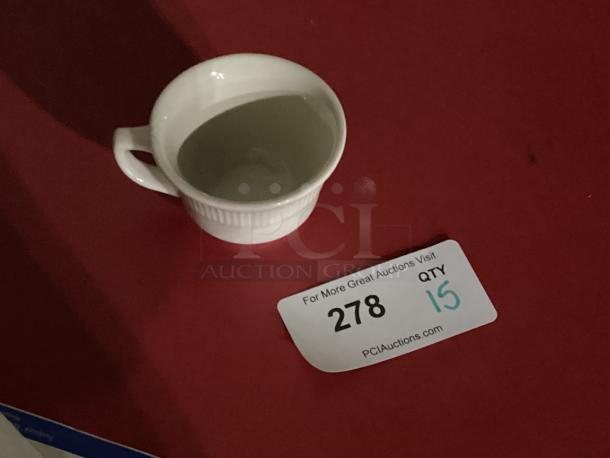 PCI
AUCTION GROUP
For More Great Auctions Visit
278
QTY
15
PCIAuctions.com